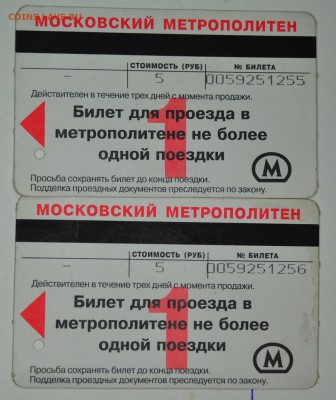 COINSS.LAVE.RU
МОСКОВСКИЙ МЕТРОПОЛИТЕН
СТОИМОСТЬ (РУБ) № БИЛЕТА
– 5 0059251255
Действителен в течение трех дней с момента продажи.
1
Билет для проезда в
метрополитене не более
одной поездки
М
Просьба сохранять билет до конца поездки.
Подделка проездных документов преследуется по закону.
МОСКОВСКИЙ МЕТРОПОЛИТЕН
СТОИМОСТЬ (РУБ) № БИЛЕТА
– 5 0059251256
Действителен в течение трех дней с момента продажи.
1
Билет для проезда в
метрополитене не более
одной поездки
М
Просьба сохранять билет до конца поездки.
Подделка проездных документов преследуется по закону.